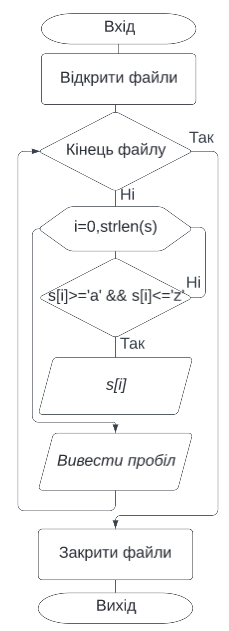 Вхід
Відкрити файли
Кінець файлу
Так
Ні
i=0,strlen(s)
Ні
s[i]>='a' && s[i]<='z'
Так
s[i]
Вивести пробіл
Закрити файли
Вихід